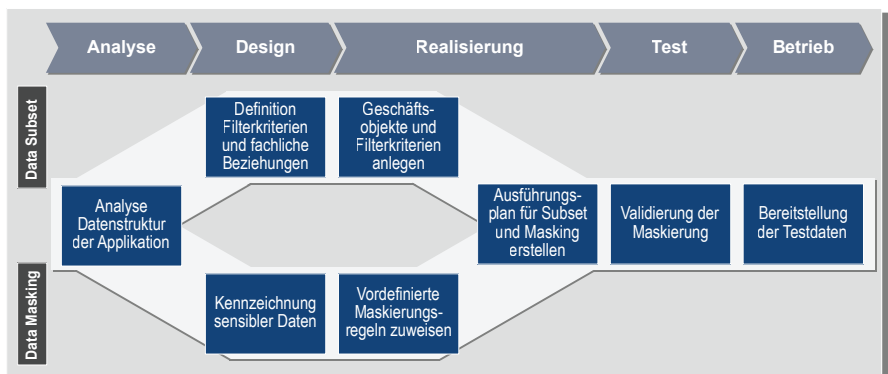 Analyse
Design
Realisierung
Test
Betrieb
Data Subset
Definition
Filterkriterien
und fachliche
Beziehungen
Geschäfts-
objekte und
Filterkriterien
anlegen
Analyse
Datenstruktur
der Applikation
Ausführungs-
plan für Subset
und Masking
erstellen
Validierung der
Maskierung
Bereitstellung
der Testdaten
Data Masking
Kennzeichnung
sensibler Daten
Vordefinierte
Maskierungs-
regeln zuweisen